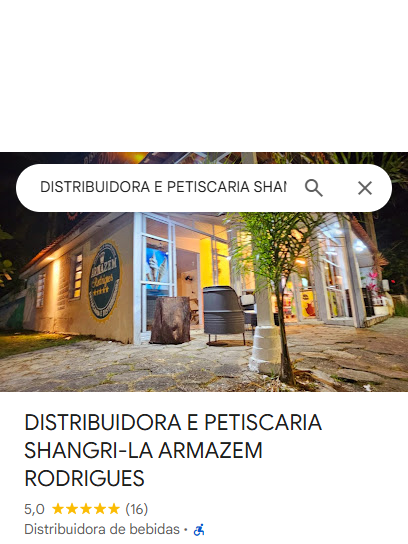 DISTRIBUIDORA E PETISCARIA SHAN
ARMAZEM
Rodrigues
DISTRIBUIDORA E PETISCARIA
SHANGRI-LA ARMAZEM
RODRIGUES
5,0 ★★★★★ (16)
Distribuidora de bebidas ·